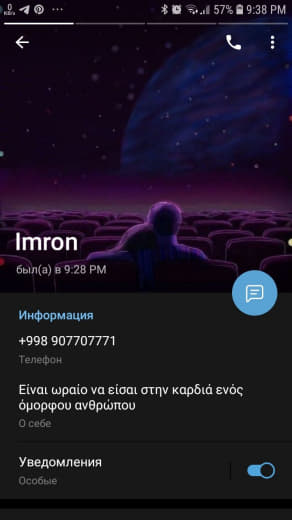 0
KB/s
57% 9:38 PM
Imron
был(а) в 9:28 PM
Информация
+998 907707771
Телефон
Είναι ωραίο να είσαι στην καρδιά ενός
όμορφου ανθρώπου
О себе
Уведомления
Особые